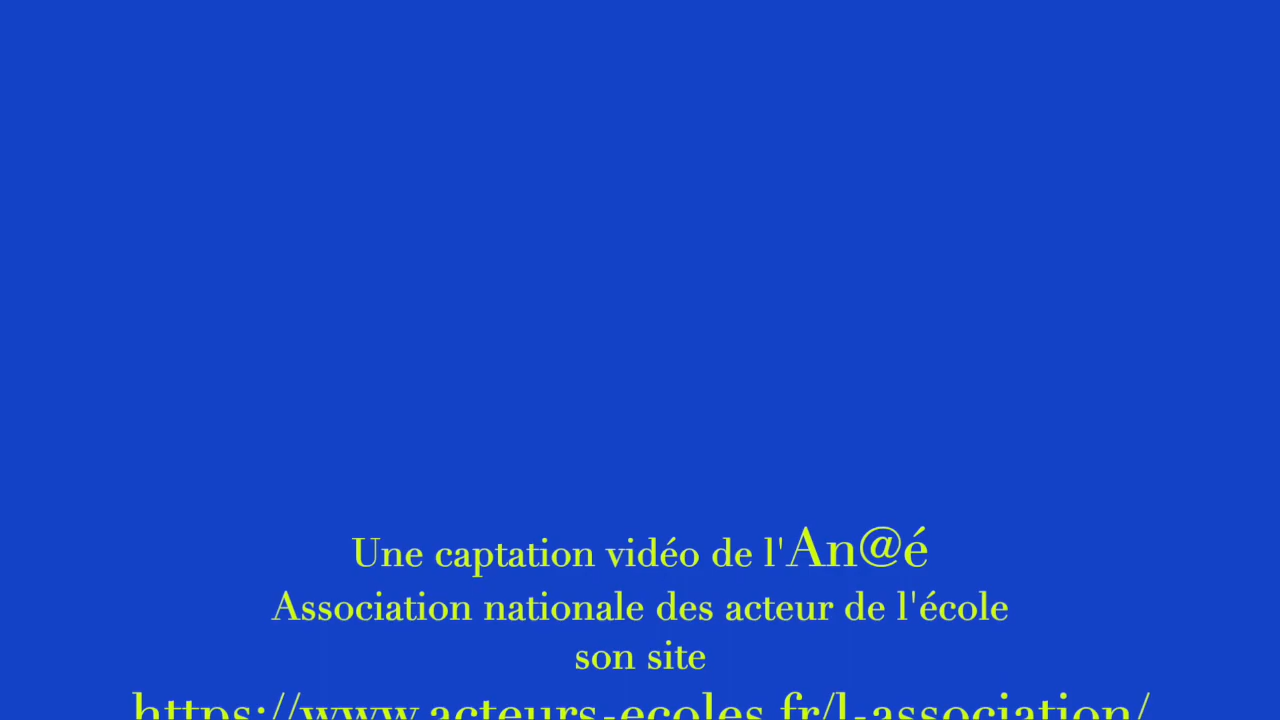 Une captation vidéo de l'An@é
Association nationale des acteur de l'école
son site
https://www.acteurs-ecoles.fr/l-association/